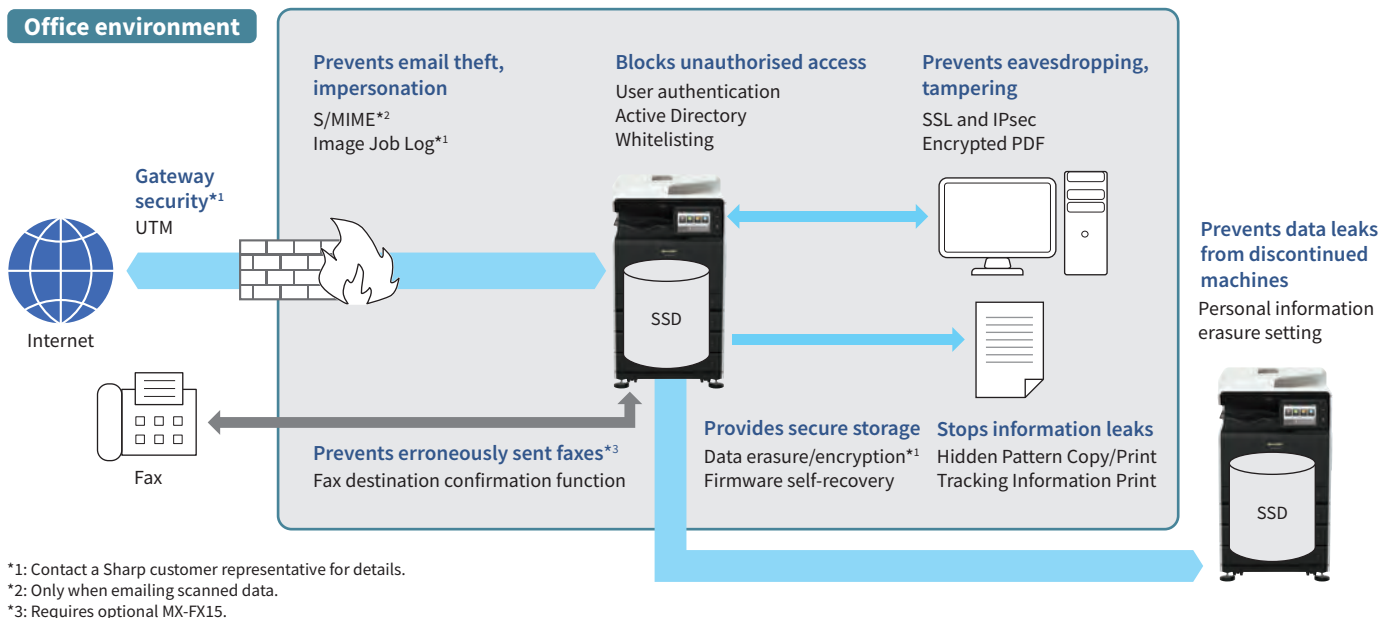 Office environment
Prevents email theft,
impersonation
S/MIME*2
Image Job Log*1
Blocks unauthorised access
User authentication
Active Directory
Whitelisting
Prevents eavesdropping,
tampering
SSL and IPsec
Encrypted PDF
Gateway
security*1
UTM
Internet
SSD
Prevents data leaks
from discontinued
machines
Personal information
erasure setting
SSD
Fax
Prevents erroneously sent faxes*3
Fax destination confirmation function
Provides secure storage
Data erasure/encryption*1
Firmware self-recovery
Stops information leaks
Hidden Pattern Copy/Print
Tracking Information Print
*1: Contact a Sharp customer representative for details.
*2: Only when emailing scanned data.
*3: Requires optional MX-FX15.